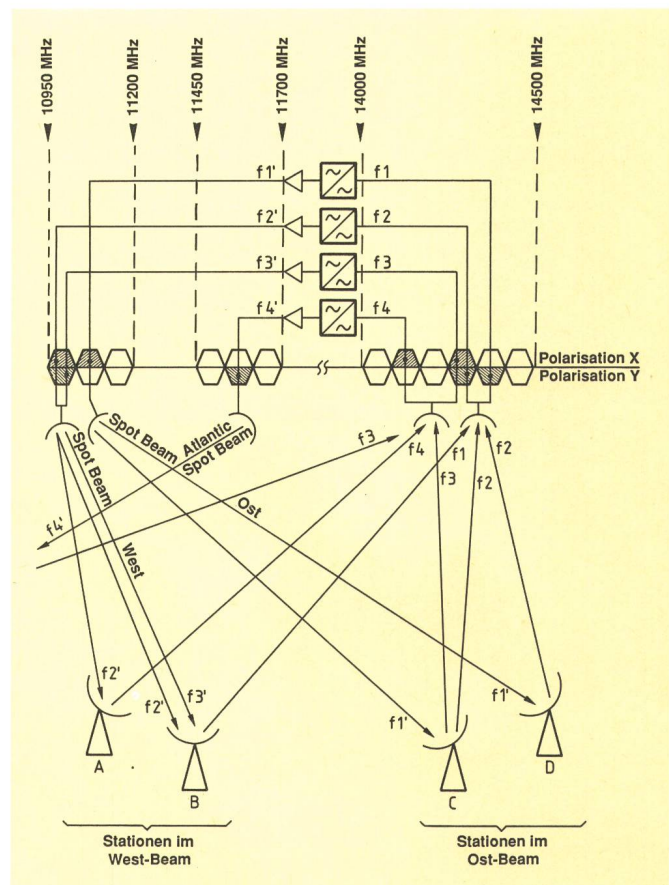 10950 MHz
11200 MHz
11450 MHz
11700 MHz
14000 MHz
14500 MHz
f1' f1
f2' f2
f3' f3
f4' f4
Polarisation X
Polarisation Y
Spot Beam
West
Spot Beam
Ost
Atlantic
Spot Beam
f4'
f3
f4
f3
f1
f2
f2
f2'
f2'
f3'
f1'
f1'
A
B
C
D
Stationen im
West-Beam
Stationen im
Ost-Beam